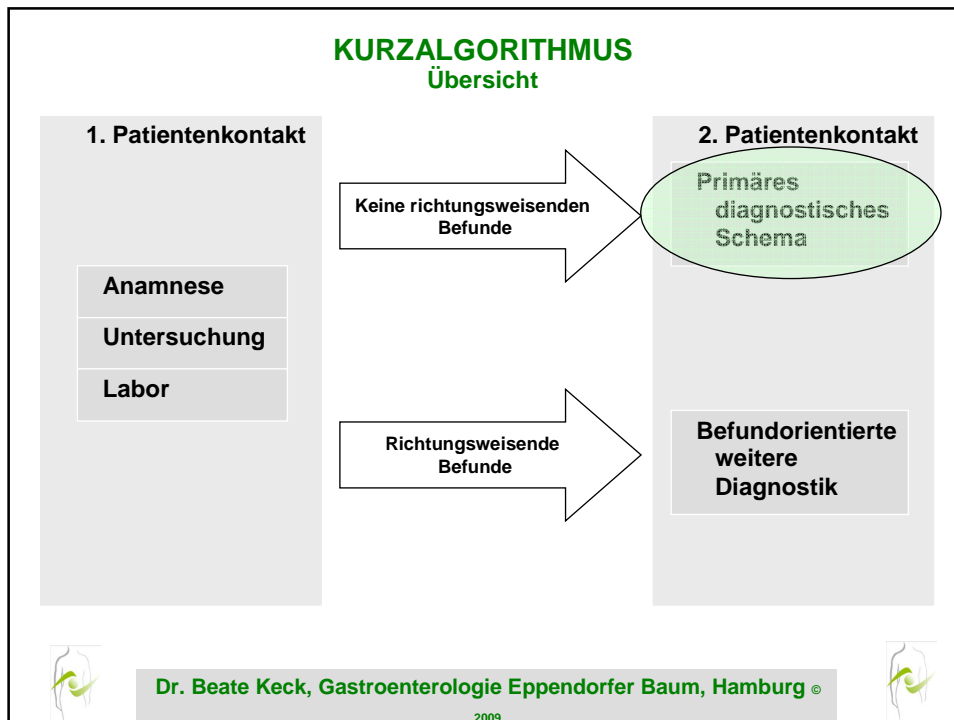 KURZALGORITHMUS
Übersicht
1. Patientenkontakt
Anamnese
Untersuchung
Labor
Keine richtungsweisenden
Befunde
Richtungsweisende
Befunde
2. Patientenkontakt
Primäres
diagnostisches
Schema
Befundorientierte
weitere
Diagnostik
Dr. Beate Keck, Gastroenterologie Eppendorfer Baum, Hamburg ©
2009